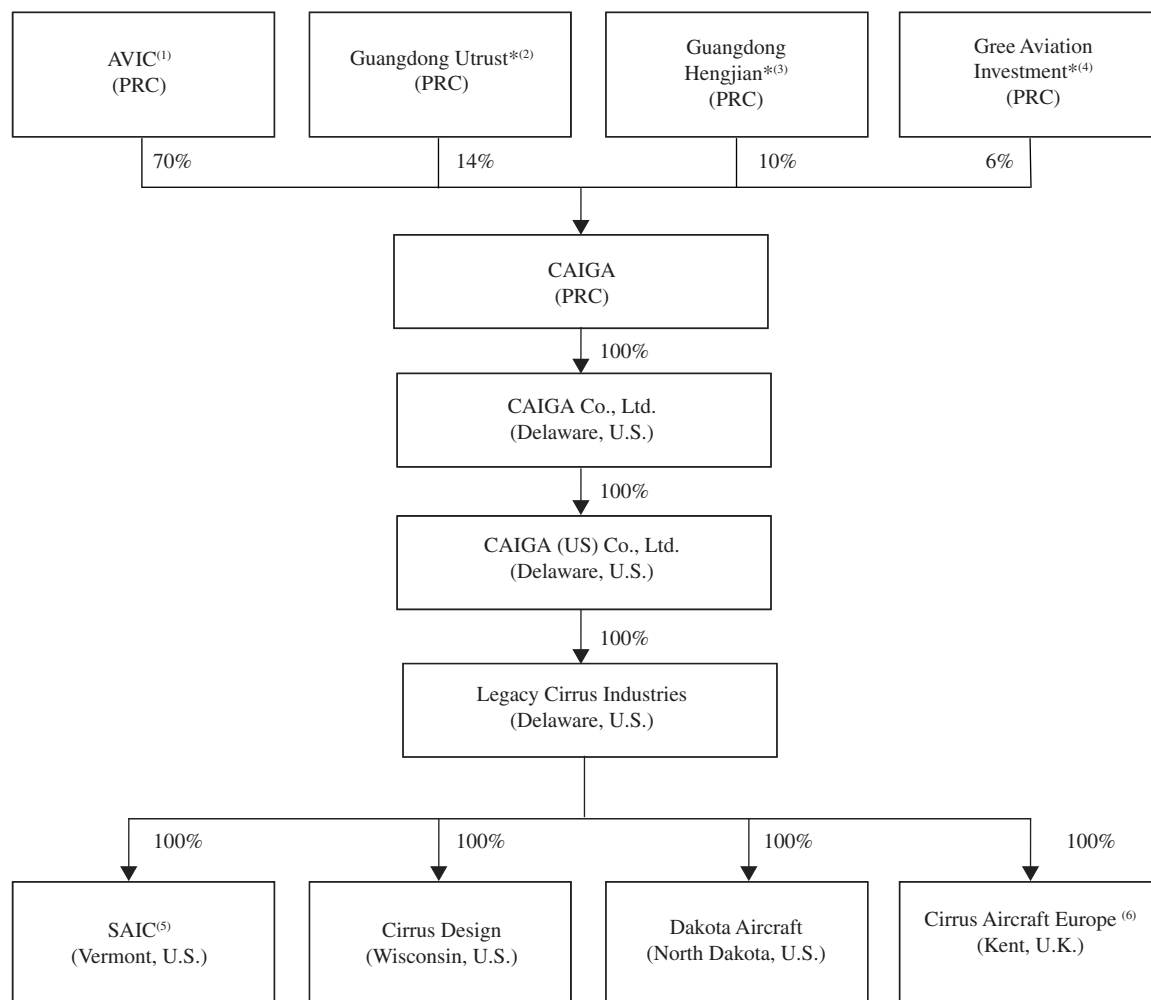 AVIC(1)
(PRC)
Guangdong Utrust*(2)
(PRC)
Guangdong
Hengjian*(3)
(PRC)
Gree Aviation
Investment*(4)
(PRC)
70%
14%
10%
6%
CAIGA
(PRC)
100%
CAIGA Co., Ltd.
(Delaware, U.S.)
100%
CAIGA (US) Co., Ltd.
(Delaware, U.S.)
100%
Legacy Cirrus Industries
(Delaware, U.S.)
100%
100%
100%
100%
SAIC(5)
(Vermont, U.S.)
Cirrus Design
(Wisconsin, U.S.)
Dakota Aircraft
(North Dakota, U.S.)
Cirrus Aircraft Europe (6)
(Kent, U.K.)